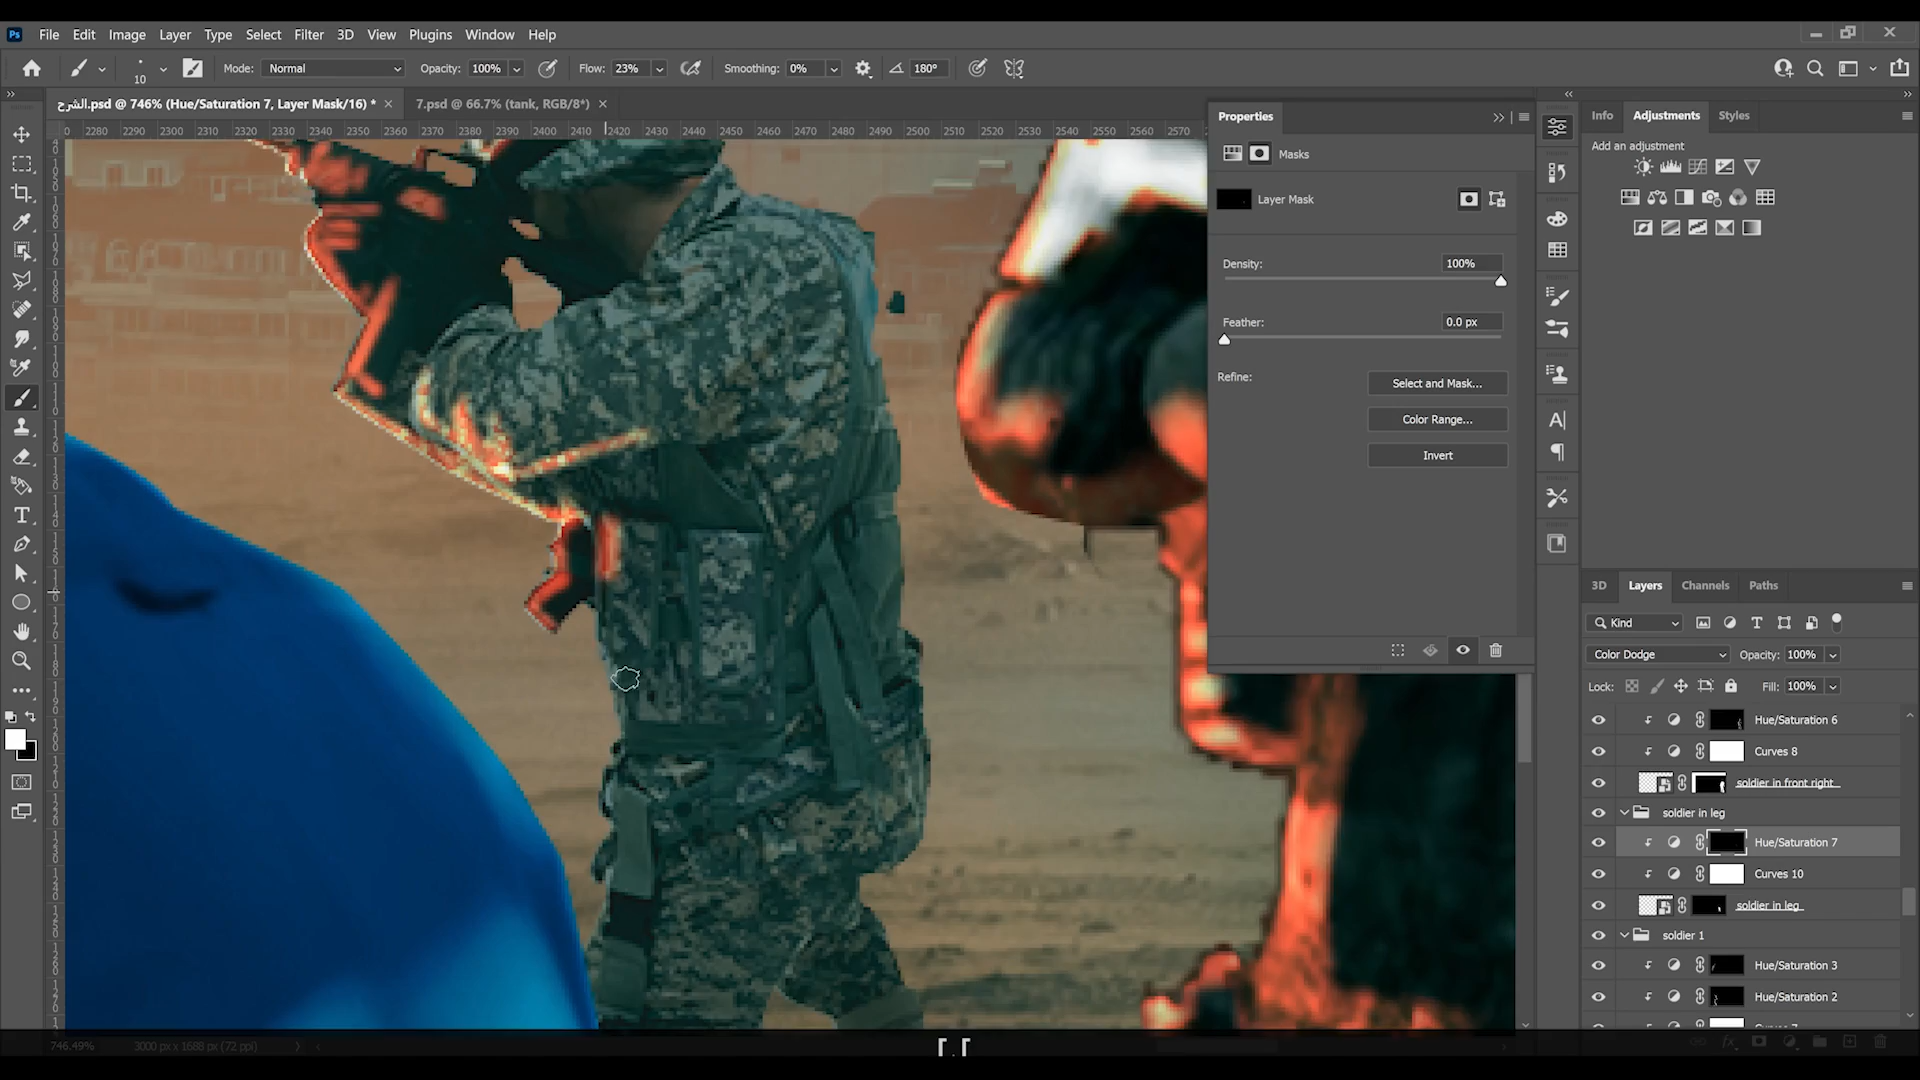 Ps File Edit Image Layer Type Select Filter 3D View Plugins Window Help
10 Mode: Normal Opacity: 100% Flow: 23% Smoothing: 0% 180°
الشرح.psd @ 746% (Hue/Saturation 7, Layer Mask/16) *
7.psd @ 66.7% (tank, RGB/8*)
2280 2290 2300 2310 2320 2330 2340 2350 2360 2370 2380 2390 2400 2410 2420 2430 2440 2450 2460 2470 2480 2490 2500 2510 2520 2530 2540 2550 2560 2570
Properties
Masks
Layer Mask
Density: 100%
Feather: 0.0 px
Refine:
Select and Mask...
Color Range...
Invert
Info Adjustments Styles
Add an adjustment
3D Layers Channels Paths
Kind
Color Dodge Opacity: 100%
Lock: Fill: 100%
Hue/Saturation 6
Curves 8
soldier in front right
soldier in leg
Hue/Saturation 7
Curves 10
soldier in leg
soldier 1
Hue/Saturation 3
Hue/Saturation 2
746.49% 3000 px x 1688 px (72 ppi)